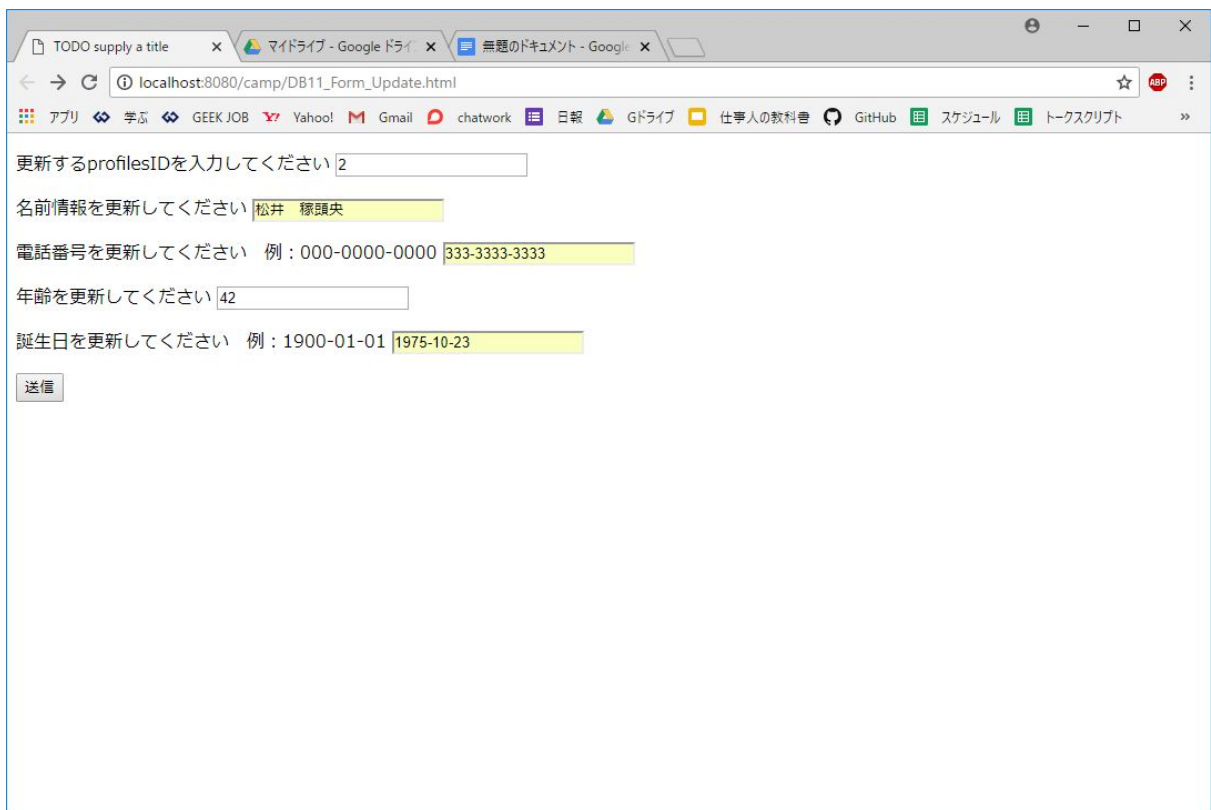 TODO supply a title
マイドライブ - Google ドライ
無題のドキュメント - Google
localhost:8080/camp/DB11_Form_Update.html
ABP
アプリ 学ぶ GEEK JOB Yahoo! Gmail chatwork 日報 Gドライブ 仕事人の教科書 GitHub スケジュール トークスクリプト »
更新するprofilesIDを入力してください 2
名前情報を更新してください 松井　稼頭央
電話番号を更新してください　例：000-0000-0000 333-3333-3333
年齢を更新してください 42
誕生日を更新してください　例：1900-01-01 1975-10-23
送信